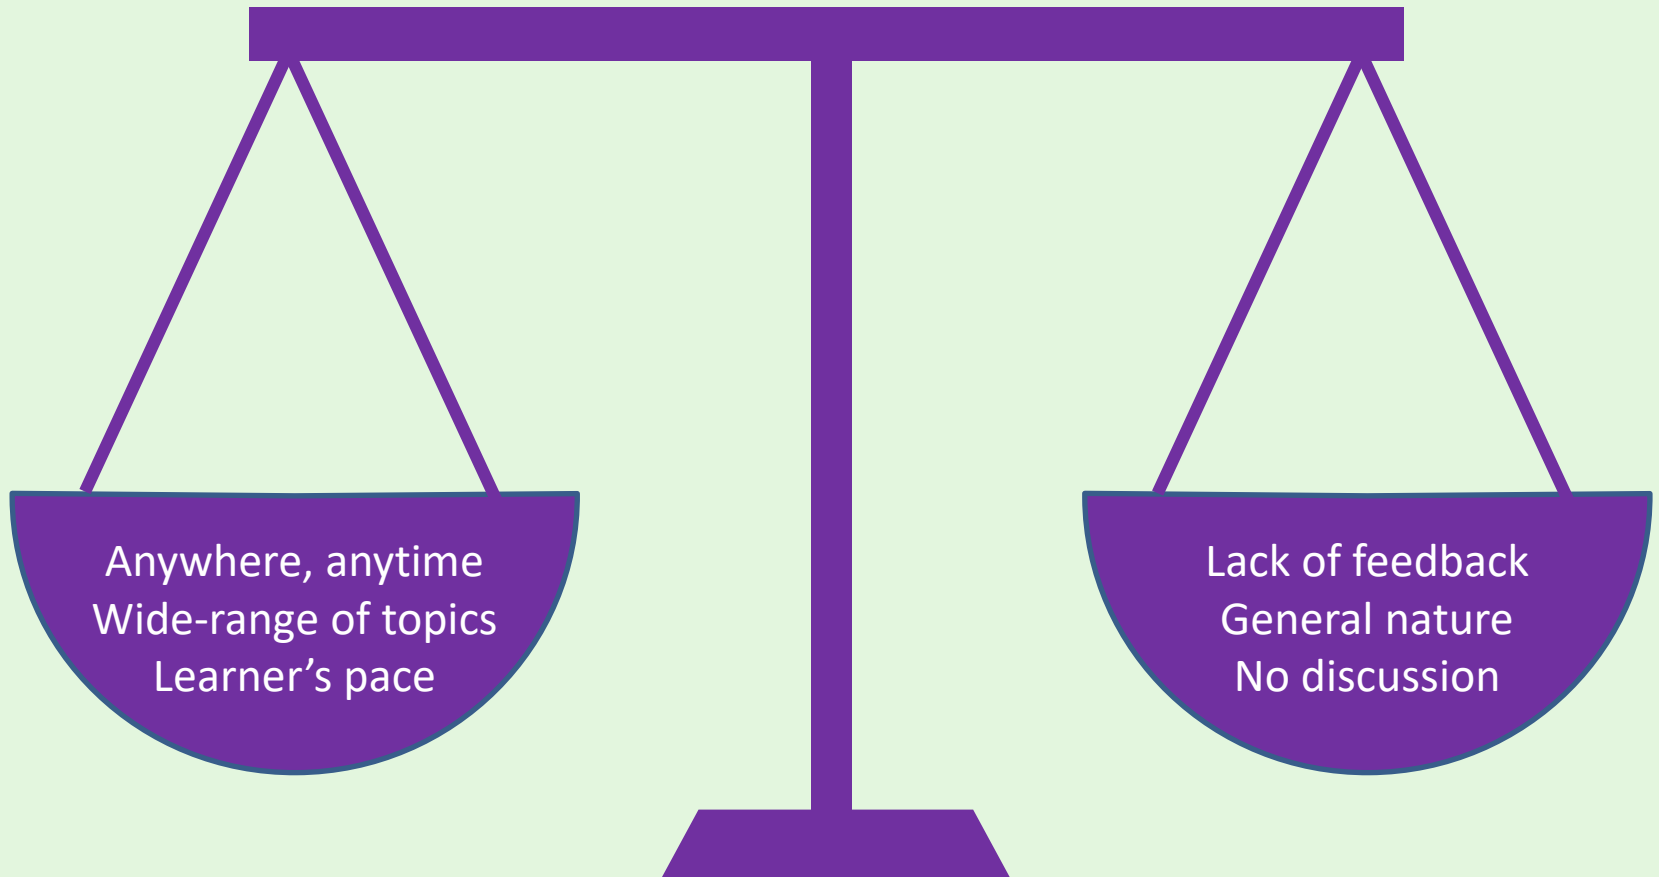 Anywhere, anytime
Wide-range of topics
Learner’s pace
Lack of feedback
General nature
No discussion